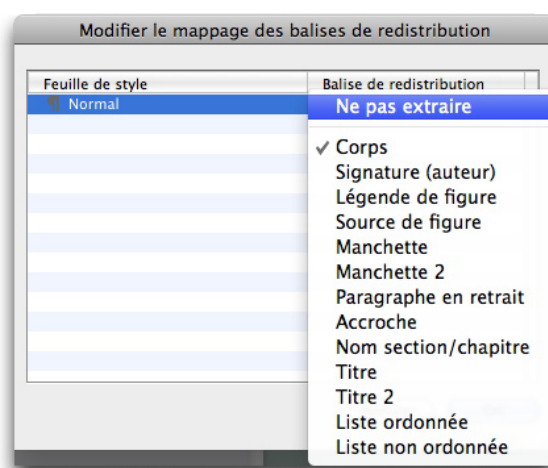 Modifier le mappage des balises de redistribution
Feuille de style Balise de redistribution
Normal Ne pas extraire
Corps
Signature (auteur)
Légende de figure
Source de figure
Manchette
Manchette 2
Paragraphe en retrait
Accroche
Nom section/chapitre
Titre
Titre 2
Liste ordonnée
Liste non ordonnée